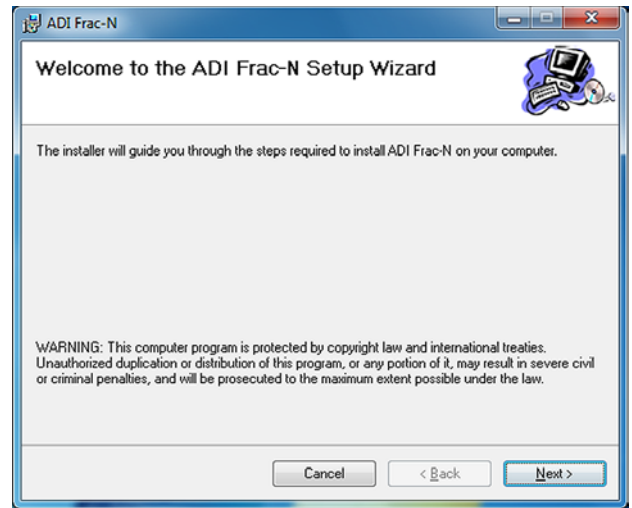 ADI Frac-N
Welcome to the ADI Frac-N Setup Wizard
The installer will guide you through the steps required to install ADI Frac-N on your computer.
WARNING: This computer program is protected by copyright law and international treaties.
Unauthorized duplication or distribution of this program, or any portion of it, may result in severe civil
or criminal penalties, and will be prosecuted to the maximum extent possible under the law.
Cancel
< Back
Next >